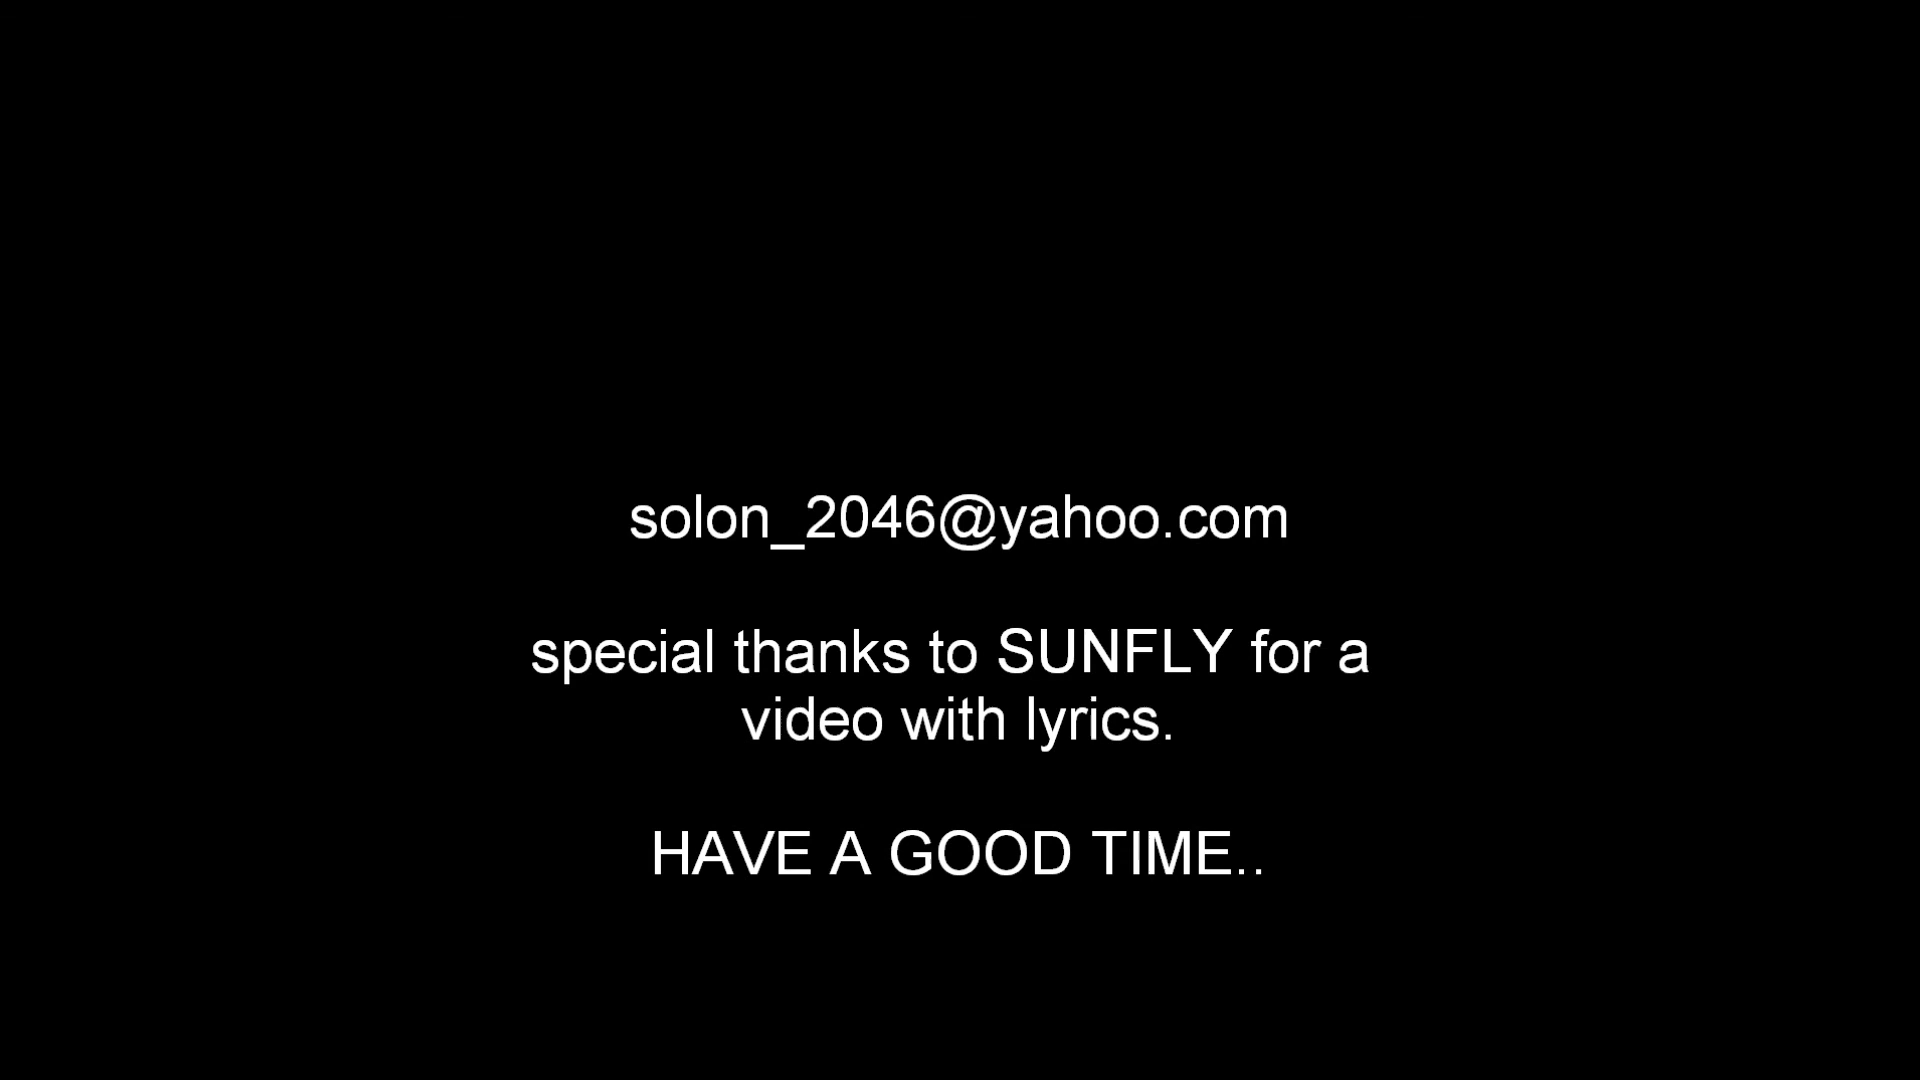 solon_2046@yahoo.com
special thanks to SUNFLY for a
video with lyrics.
HAVE A GOOD TIME..